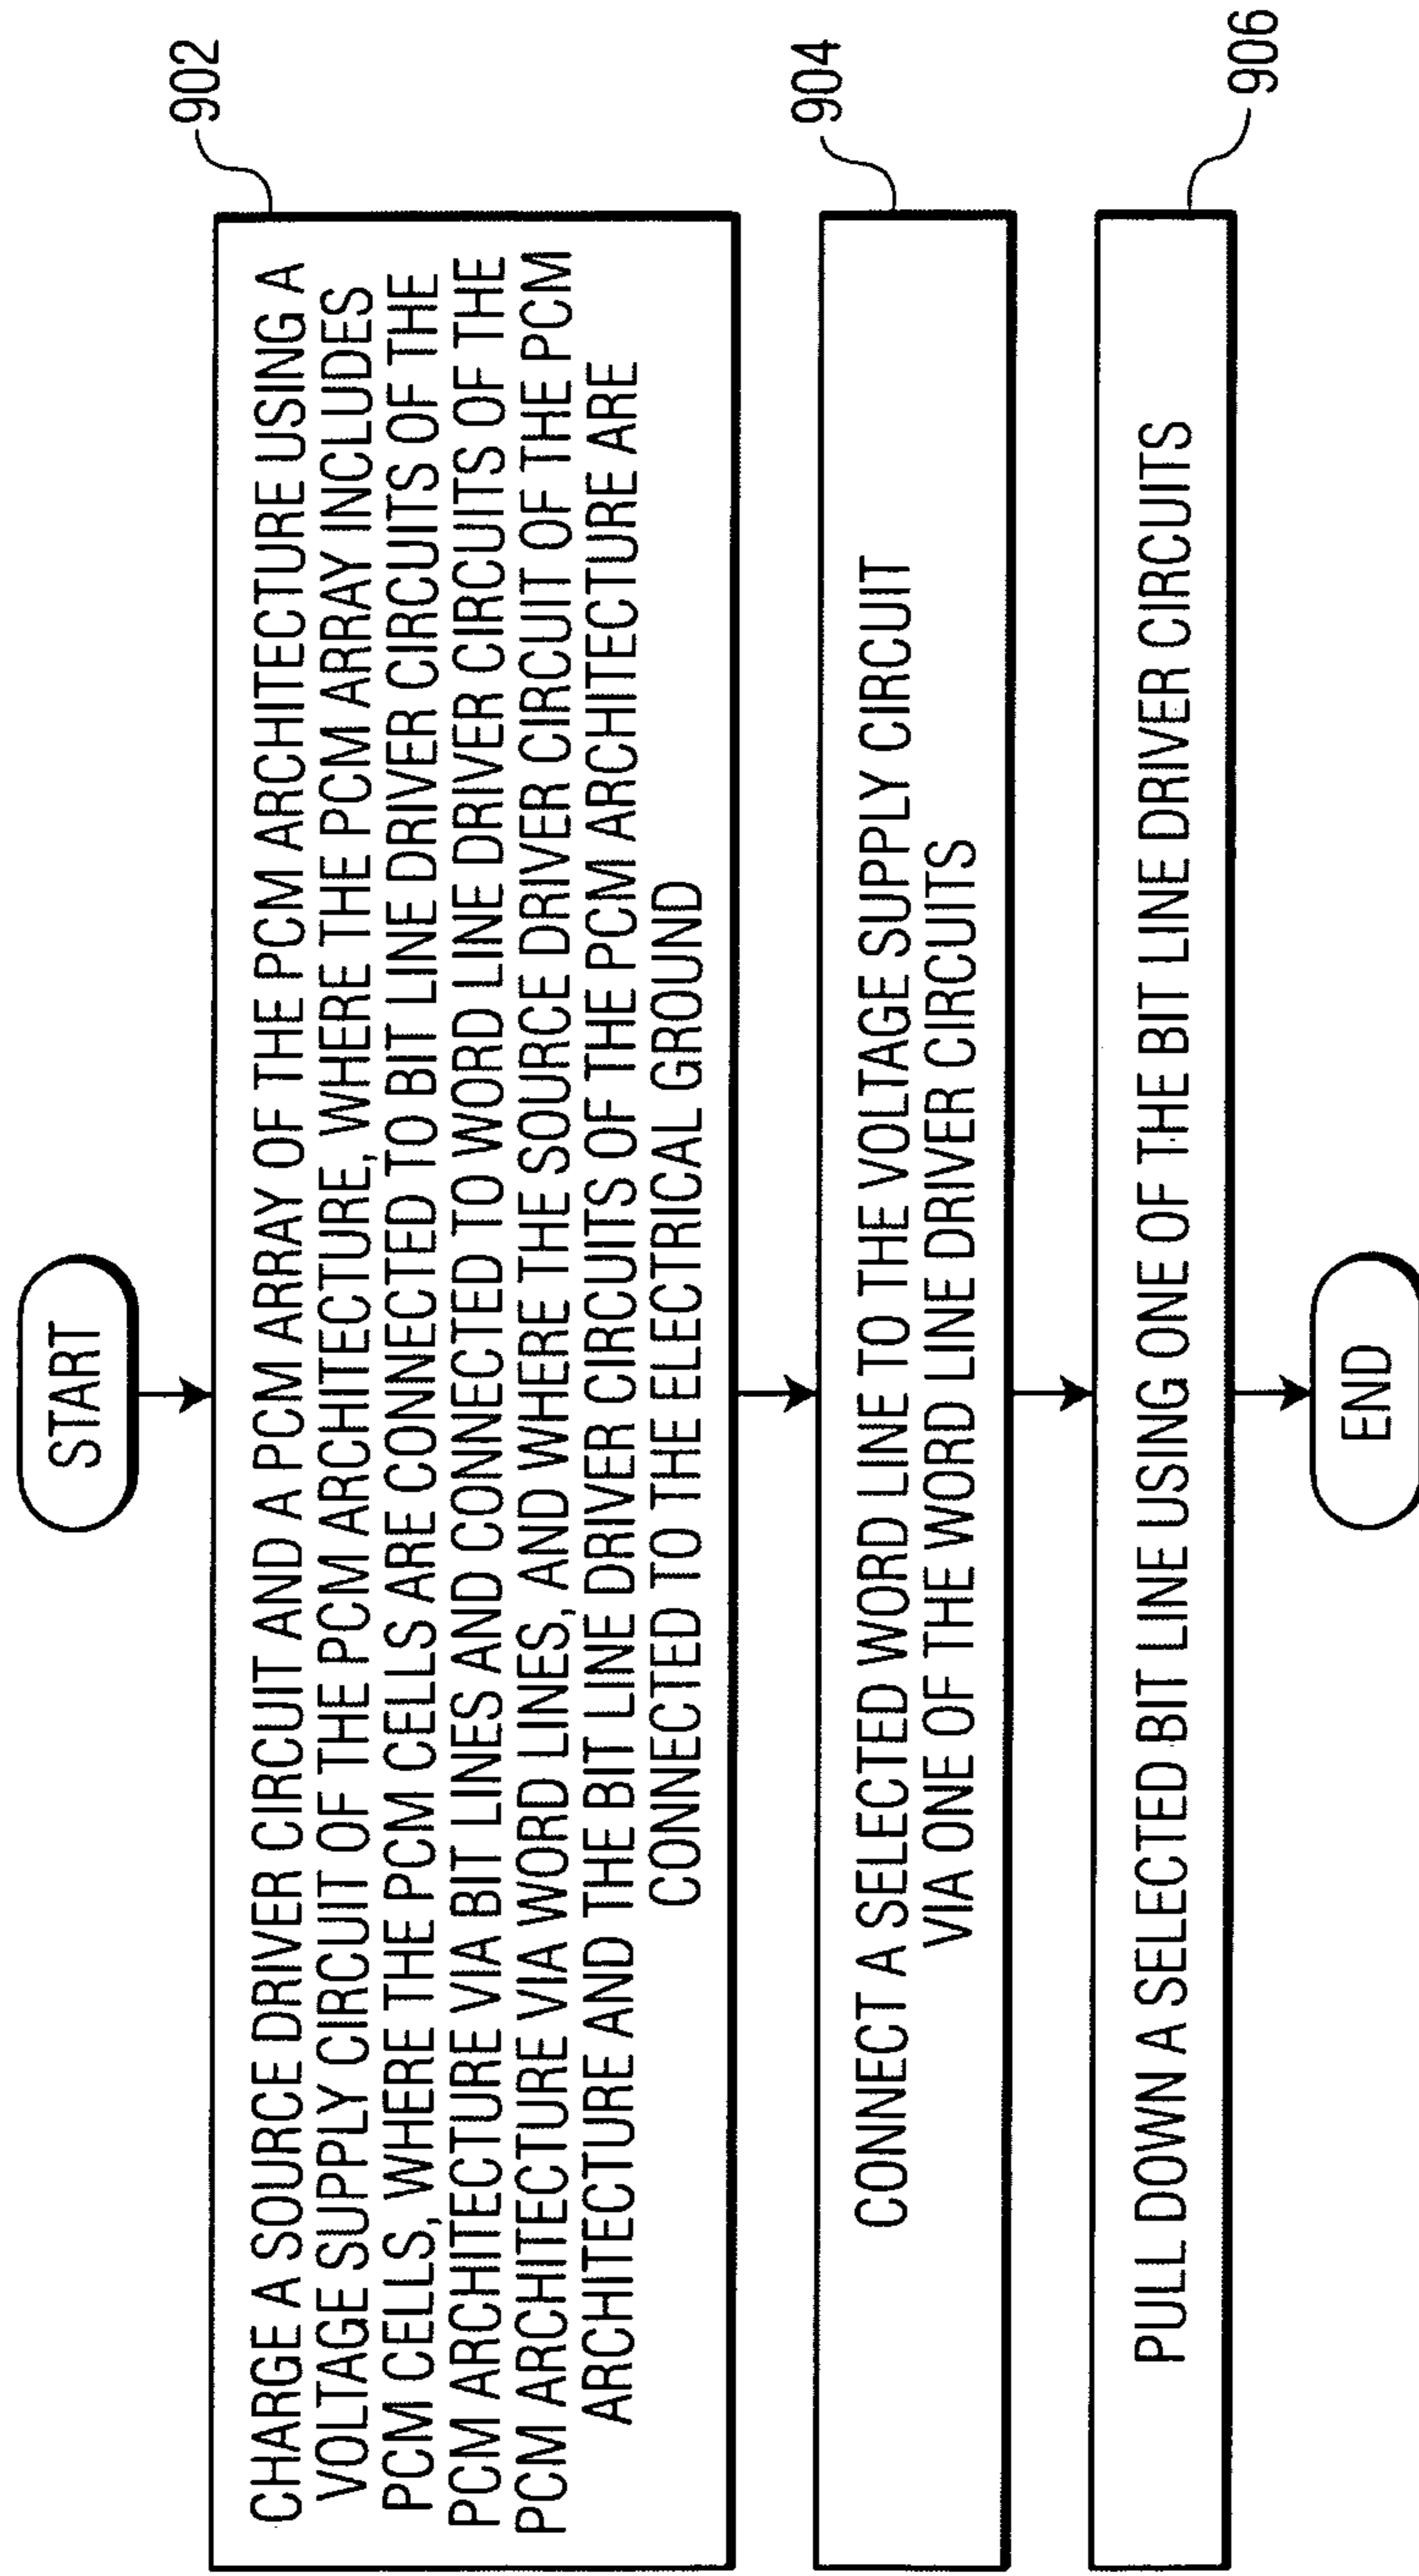 START
CHARGE A SOURCE DRIVER CIRCUIT AND A PCM ARRAY OF THE PCM ARCHITECTURE USING A
VOLTAGE SUPPLY CIRCUIT OF THE PCM ARCHITECTURE, WHERE THE PCM ARRAY INCLUDES
PCM CELLS, WHERE THE PCM CELLS ARE CONNECTED TO BIT LINE DRIVER CIRCUITS OF THE
PCM ARCHITECTURE VIA BIT LINES AND CONNECTED TO WORD LINE DRIVER CIRCUITS OF THE
PCM ARCHITECTURE VIA WORD LINES, AND WHERE THE SOURCE DRIVER CIRCUIT OF THE PCM
ARCHITECTURE AND THE BIT LINE DRIVER CIRCUITS OF THE PCM ARCHITECTURE ARE
CONNECTED TO THE ELECTRICAL GROUND
902
CONNECT A SELECTED WORD LINE TO THE VOLTAGE SUPPLY CIRCUIT
VIA ONE OF THE WORD LINE DRIVER CIRCUITS
904
PULL DOWN A SELECTED BIT LINE USING ONE OF THE BIT LINE DRIVER CIRCUITS
906
END